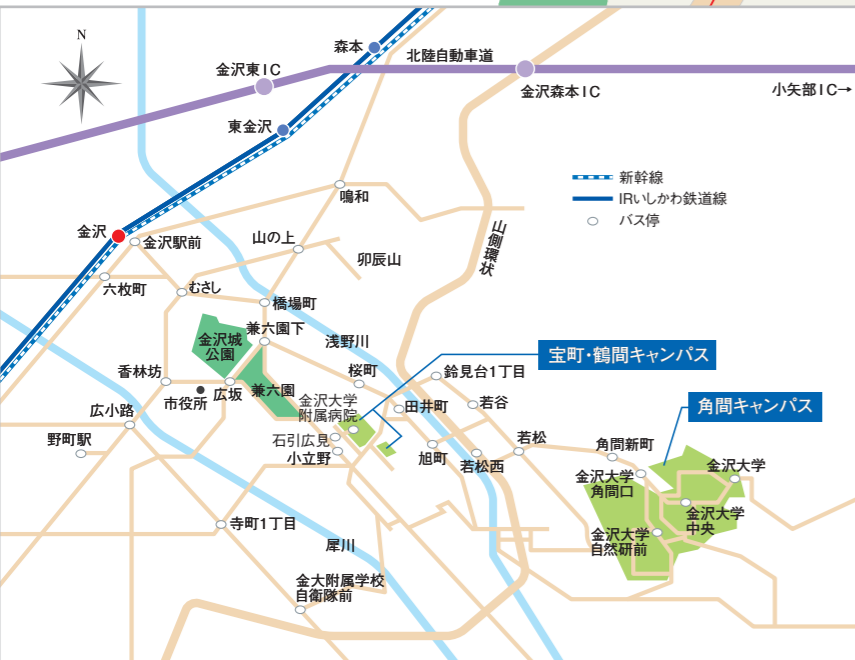 N
森本
北陸自動車道
金沢東IC
金沢森本IC
小矢部IC→
東金沢
新幹線
IRいしかわ鉄道線
バス停
鳴和
山側環状
金沢
金沢駅前
山の上
卯辰山
六枚町
むさし
橋場町
兼六園下
浅野川
金沢城
公園
宝町・鶴間キャンパス
香林坊
市役所
広坂
兼六園
桜町
鈴見台1丁目
金沢大学
附属病院
田井町
若谷
角間キャンパス
広小路
野町駅
石引広見
小立野
旭町
若松西
若松
角間新町
金沢大学
角間口
金沢大学
金沢大学
中央
金沢大学
自然研前
寺町1丁目
犀川
金大附属学校
自衛隊前